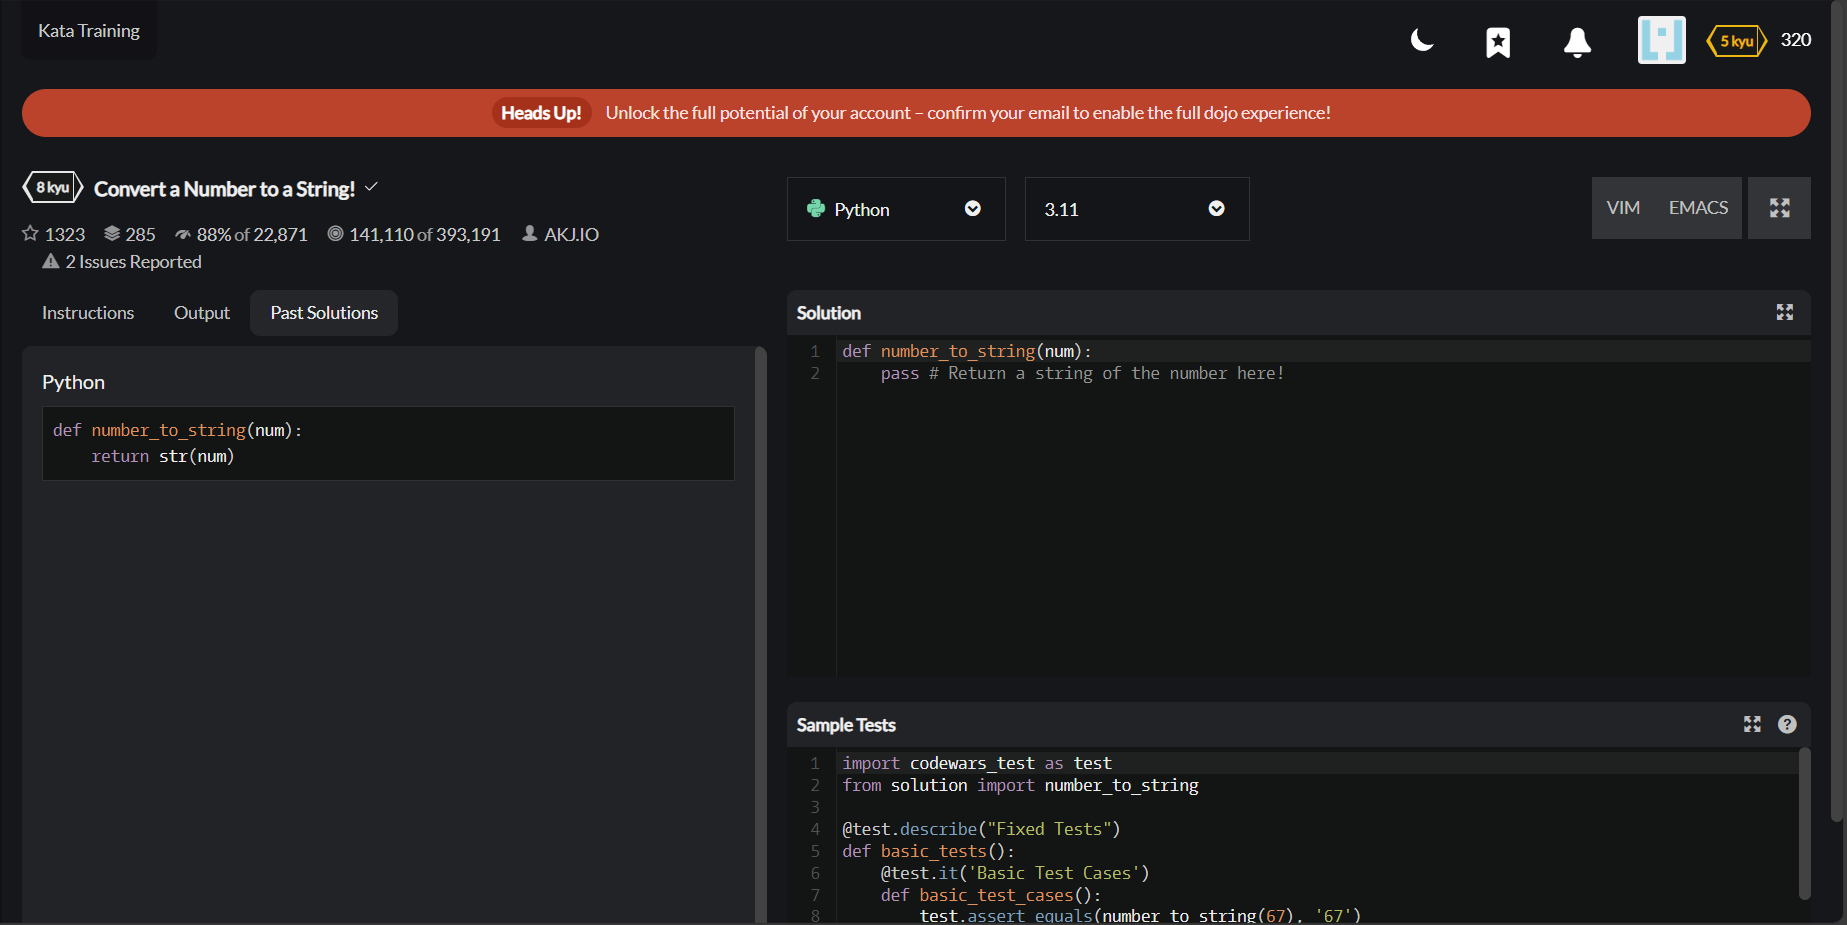 Kata Training
5 kyu 320
Heads Up! Unlock the full potential of your account – confirm your email to enable the full dojo experience!
8 kyu Convert a Number to a String!
1323 285 88% of 22,871 141,110 of 393,191 AKJ.IO
2 Issues Reported
Instructions Output Past Solutions
Python
def number_to_string(num):
    return str(num)
Python 3.11 VIM EMACS
Solution
1 def number_to_string(num):
2     pass # Return a string of the number here!
Sample Tests
1 import codewars_test as test
2 from solution import number_to_string
3
4 @test.describe("Fixed Tests")
5 def basic_tests():
6     @test.it('Basic Test Cases')
7     def basic_test_cases():
8         test.assert_equals(number_to_string(67), '67')